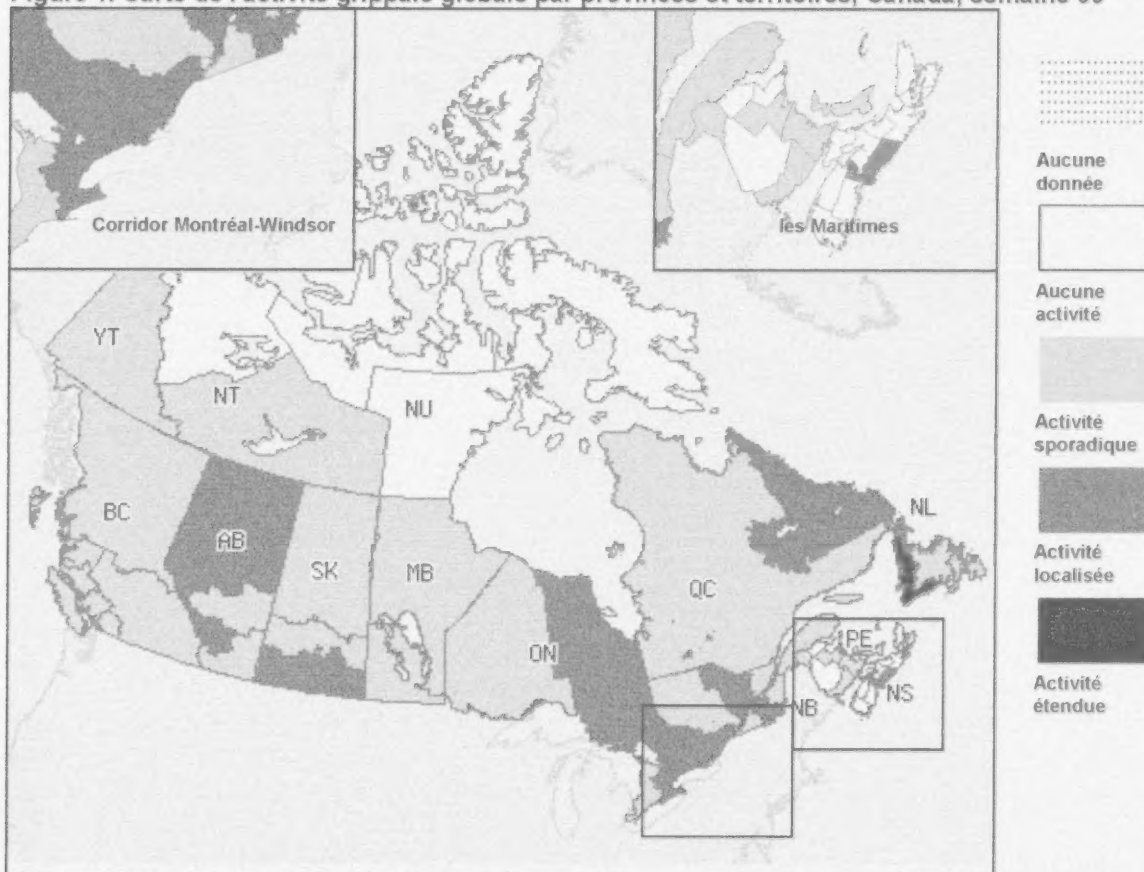 Corridor Montréal-Windsor
les Maritimes
Aucune
donnée
Aucune
activité
Activité
sporadique
Activité
localisée
Activité
étendue
YT
NT
NU
BC
AB
SK
MB
ON
QC
NL
PE
NB
NS